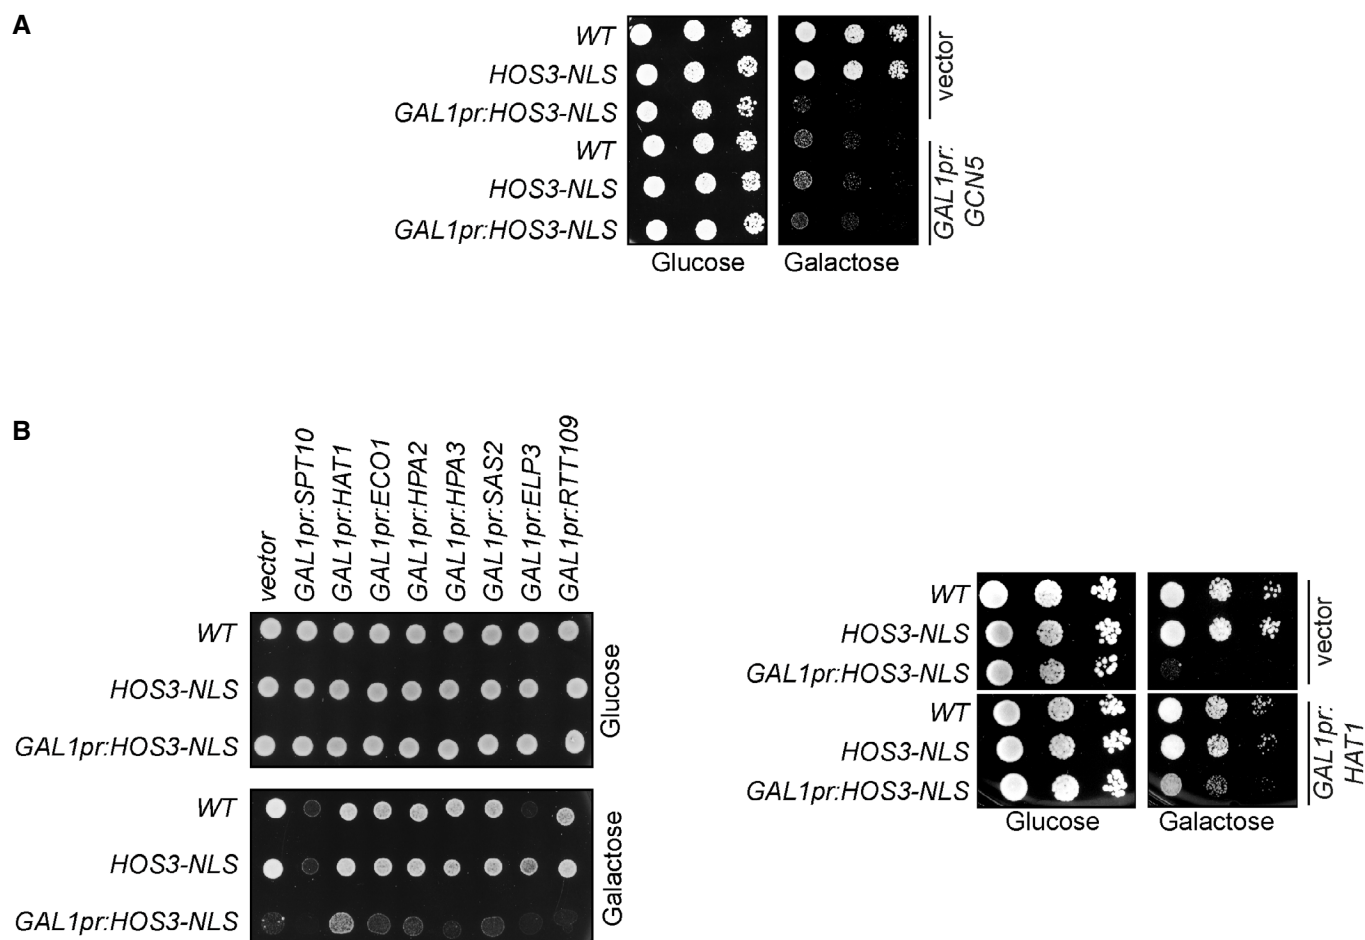 A
WT
HOS3-NLS
GAL1pr:HOS3-NLS
WT
HOS3-NLS
GAL1pr:HOS3-NLS
vector
GAL1pr:
GCN5
Glucose
Galactose
B
vector
GAL1pr:SPT10
GAL1pr:HAT1
GAL1pr:ECO1
GAL1pr:HPA2
GAL1pr:HPA3
GAL1pr:SAS2
GAL1pr:ELP3
GAL1pr:RTT109
WT
HOS3-NLS
GAL1pr:HOS3-NLS
Glucose
WT
HOS3-NLS
GAL1pr:HOS3-NLS
Galactose
WT
HOS3-NLS
GAL1pr:HOS3-NLS
WT
HOS3-NLS
GAL1pr:HOS3-NLS
vector
GAL1pr:
HAT1
Glucose
Galactose